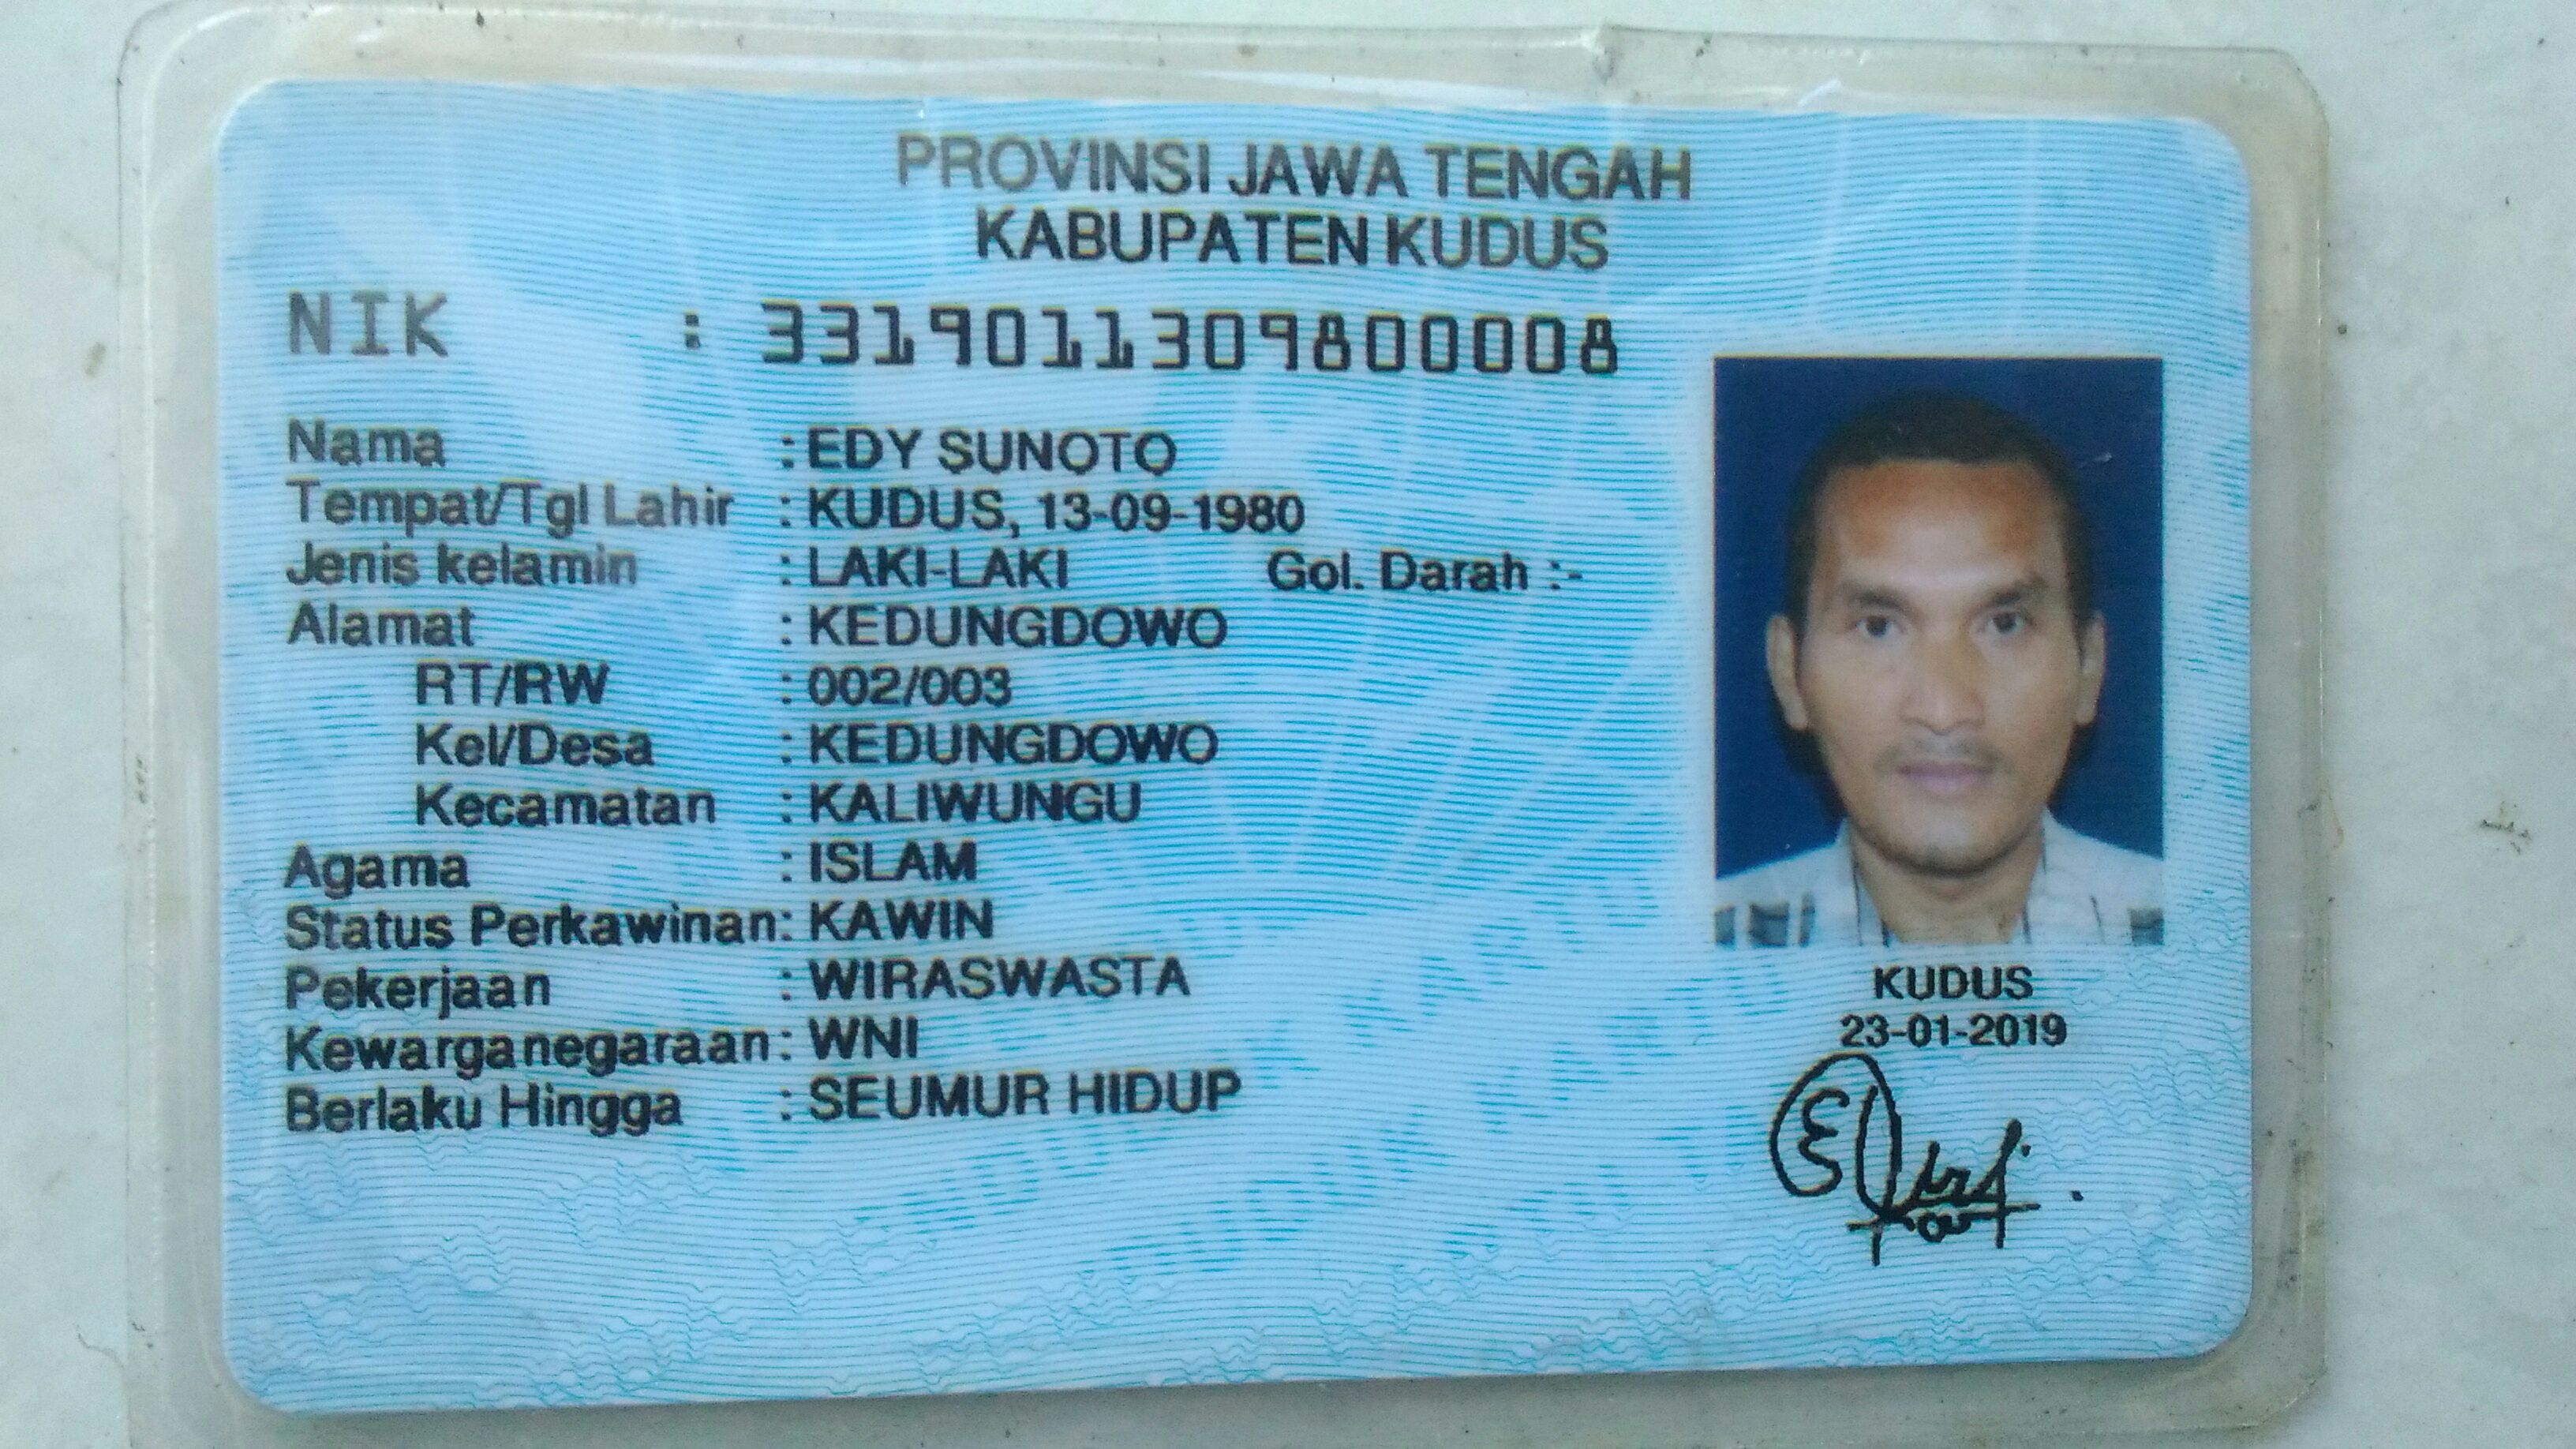 PROVINSI JAWA TENGAH
KABUPATEN KUDUS
NIK : 3319011309800008
Nama : EDY SUNOTO
Tempat/Tgl Lahir : KUDUS, 13-09-1980
Jenis kelamin : LAKI-LAKI Gol. Darah :-
Alamat : KEDUNGDOWO
RT/RW : 002/003
Kel/Desa : KEDUNGDOWO
Kecamatan : KALIWUNGU
Agama : ISLAM
Status Perkawinan: KAWIN
Pekerjaan : WIRASWASTA
Kewarganegaraan: WNI
Berlaku Hingga : SEUMUR HIDUP
KUDUS
23-01-2019